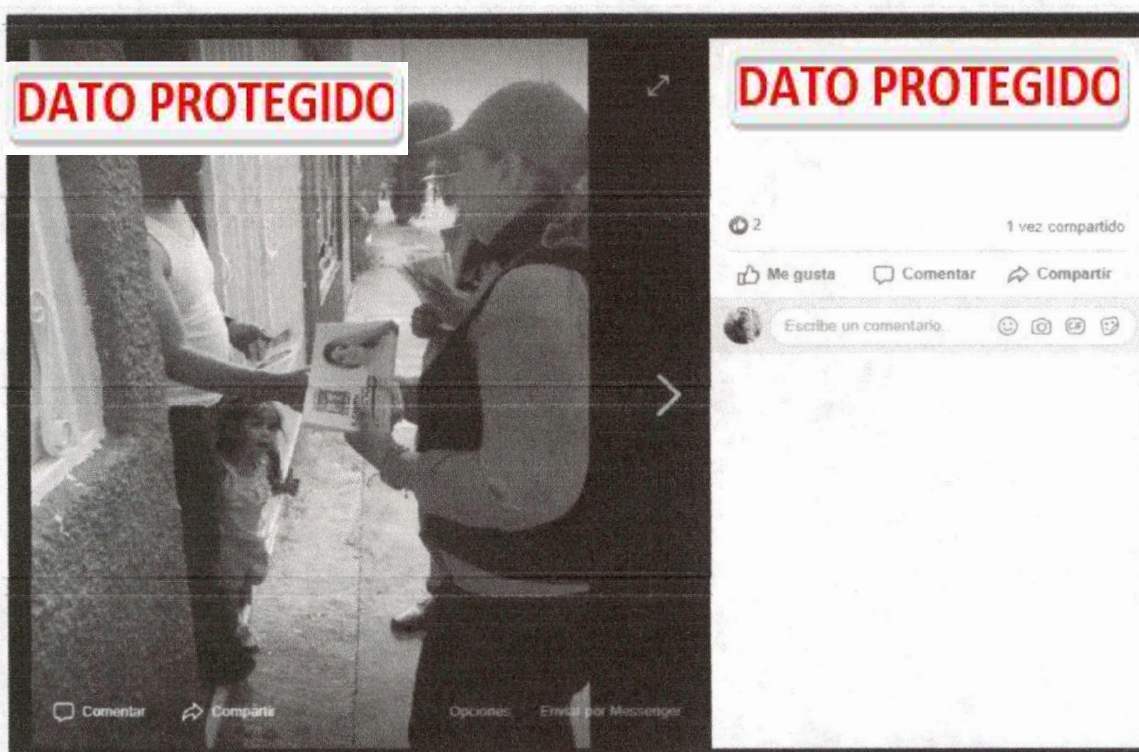 DATO PROTEGIDO
DATO PROTEGIDO
2
1 vez compartido
Me gusta
Comentar
Compartir
Escribe un comentario.
GIF
Comentar
Compartir
Opciones
Enviar por Messenger